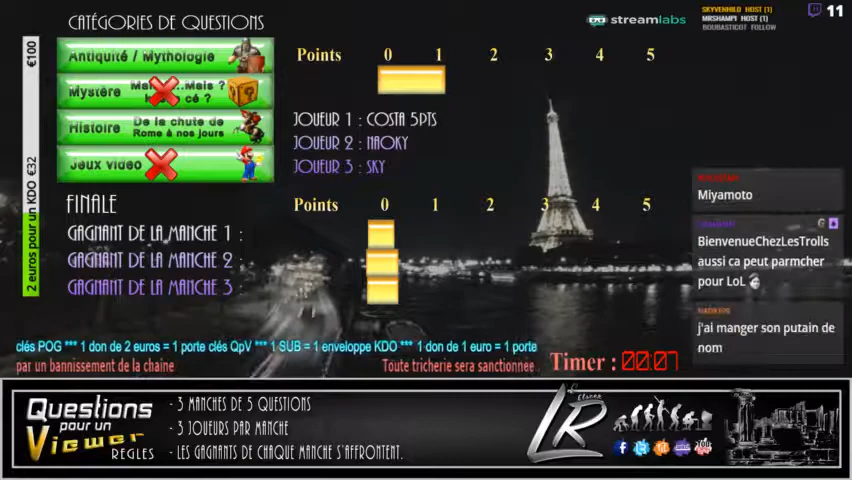 CATÉGORIES DE QUESTIONS
streamlabs
SKYVENHILD HOST (1)
MRSHAMPI HOST (1)
BOUBASTICOT FOLLOW
11
€100
2 euros pour un KDO €32
Antiquité / Mythologie
Mystère
Histoire De la chute de
Rome à nos jours
Jeux vidéo
Points 0 1 2 3 4 5
JOUEUR 1 : COSTA 5PTS
JOUEUR 2 : NAOKY
JOUEUR 3 : SKY
FINALE
Points 0 1 2 3 4 5
GAGNANT DE LA MANCHE 1 :
GAGNANT DE LA MANCHE 2 :
GAGNANT DE LA MANCHE 3 :
Miyamoto
BienvenueChezLesTrolls
aussi ca peut parmcher
pour LoL
j'ai manger son putain de
nom
clés POG *** 1 don de 2 euros = 1 porte clés QpV *** 1 SUB = 1 enveloppe KDO *** 1 don de 1 euro = 1 porte
par un bannissement de la chaine
Toute tricherie sera sanctionnée
Timer : 00:07
Questions
pour un
Viewer
REGLES
- 3 MANCHES DE 5 QUESTIONS
- 3 JOUEURS PAR MANCHE
- LES GAGNANTS DE CHAQUE MANCHE S'AFFRONTENT.
LR